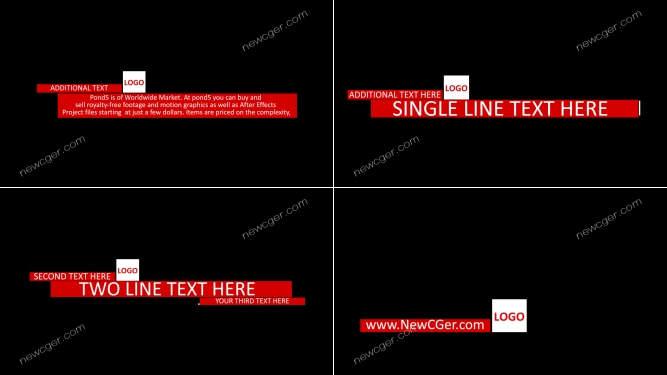 newcger.com
ADDITIONAL TEXT
LOGO
Pond5 is of Worldwide Market. At pond5 you can buy and
sell royalty-free footage and motion graphics as well as After Effects
Project files starting at just a few dollars. Items are priced on the complexity,
newcger.com
newcger.com
ADDITIONAL TEXT HERE
LOGO
SINGLE LINE TEXT HERE
newcger.com
newcger.com
SECOND TEXT HERE
LOGO
TWO LINE TEXT HERE
YOUR THIRD TEXT HERE
newcger.com
newcger.com
www.NewCGer.com
LOGO
newcger.com